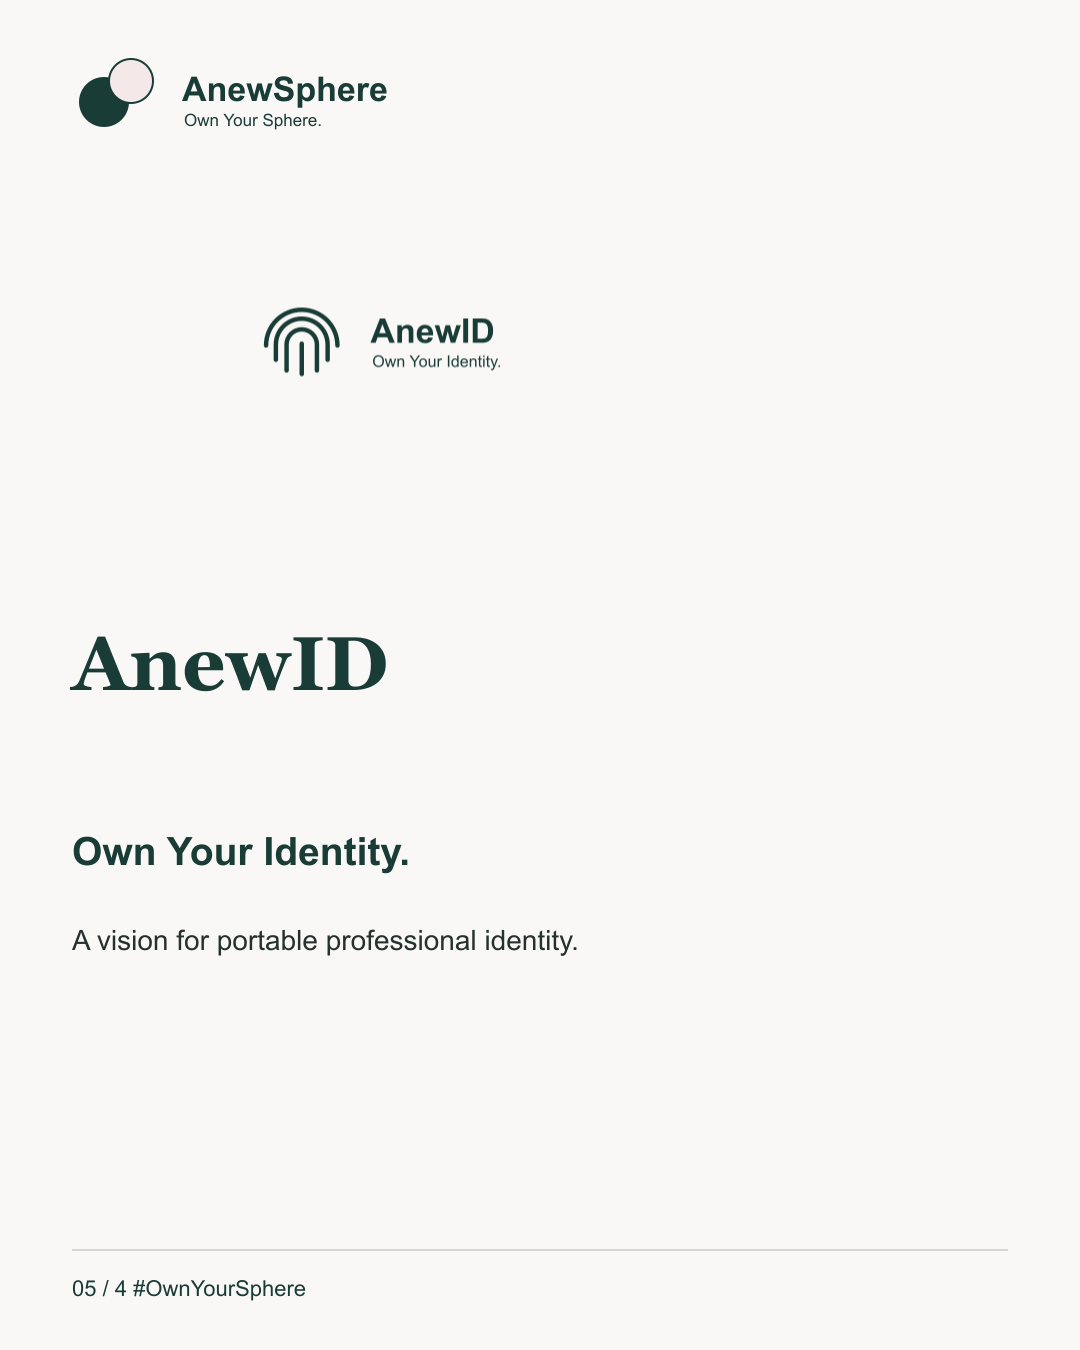 AnewSphere
Own Your Sphere.
AnewID
Own Your Identity.
AnewID
Own Your Identity.
A vision for portable professional identity.
05 / 4 #OwnYourSphere